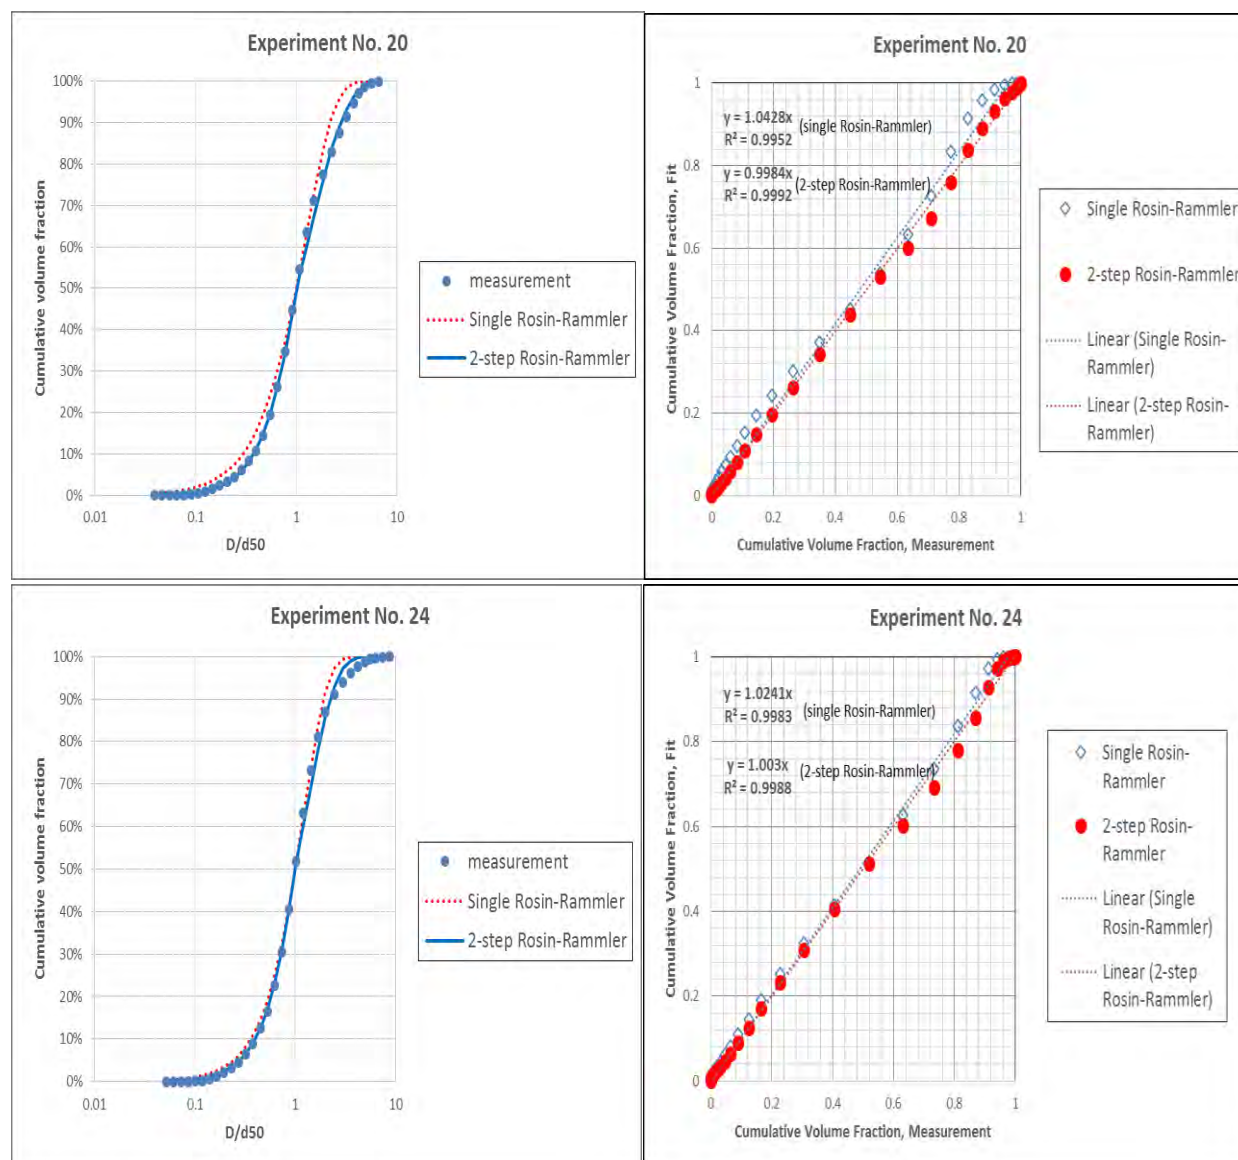 Experiment No. 20
100%
90%
80%
70%
60%
50%
40%
30%
20%
10%
0%
Cumulative volume fraction
0.01
0.1
1
10
D/d50
measurement
Single Rosin-Rammler
2-step Rosin-Rammler
Experiment No. 20
1
0.8
0.6
0.4
0.2
0
Cumulative Volume Fraction, Fit
y = 1.0428x
R² = 0.9952
(single Rosin-Rammler)
y = 0.9984x
R² = 0.9992
(2-step Rosin-Rammler)
0
0.2
0.4
0.6
0.8
1
Cumulative Volume Fraction, Measurement
Single Rosin-Rammler
2-step Rosin-Rammler
Linear (Single Rosin-
Rammler)
Linear (2-step Rosin-
Rammler)
Experiment No. 24
100%
90%
80%
70%
60%
50%
40%
30%
20%
10%
0%
Cumulative volume fraction
0.01
0.1
1
10
D/d50
measurement
Single Rosin-Rammler
2-step Rosin-Rammler
Experiment No. 24
1
0.8
0.6
0.4
0.2
0
Cumulative Volume Fraction, Fit
y = 1.0241x
R² = 0.9983
(single Rosin-Rammler)
y = 1.003x
R² = 0.9988
(2-step Rosin-Rammler)
0
0.2
0.4
0.6
0.8
1
Cumulative Volume Fraction, Measurement
Single Rosin-
Rammler
2-step Rosin-
Rammler
Linear (Single
Rosin-Rammler)
Linear (2-step
Rosin-Rammler)